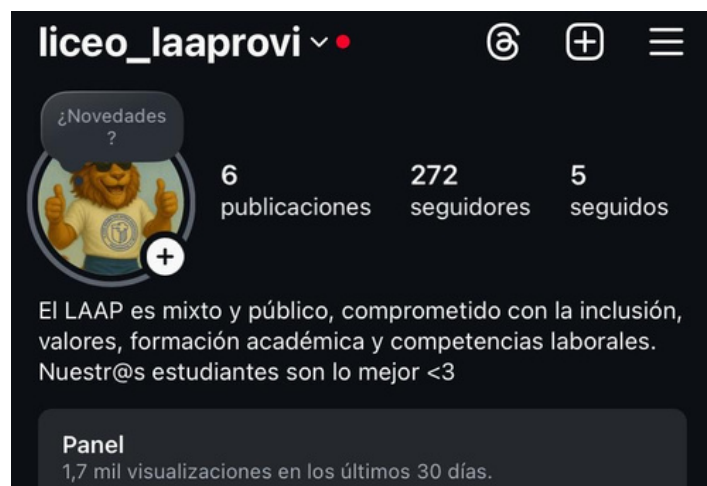 liceo_laaprovi
¿Novedades
?
6
publicaciones
272
seguidores
5
seguidos
El LAAP es mixto y público, comprometido con la inclusión,
valores, formación académica y competencias laborales.
Nuestr@s estudiantes son lo mejor <3
Panel
1,7 mil visualizaciones en los últimos 30 días.